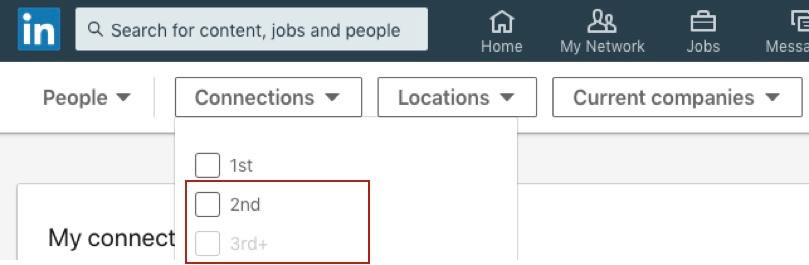 in Search for content, jobs and people
Home My Network Jobs Messa
People Connections Locations Current companies
1st
2nd
3rd+
My connect